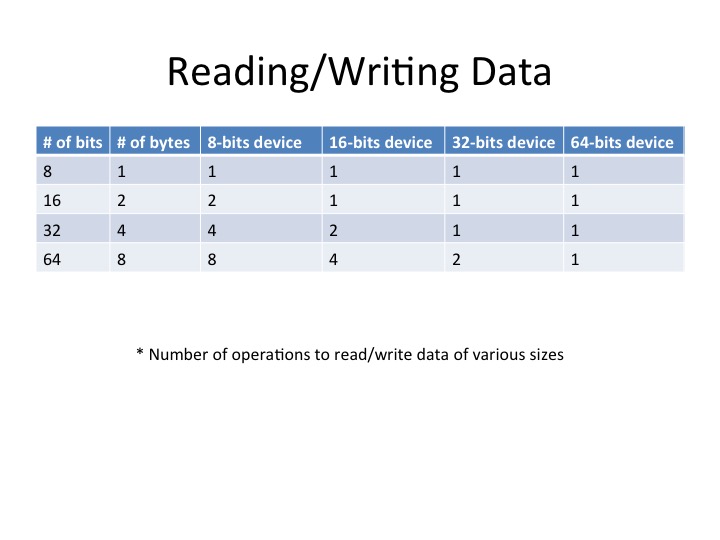 Reading/Writing Data
# of bits # of bytes 8-bits device 16-bits device 32-bits device 64-bits device
8 1 1 1 1 1
16 2 2 1 1 1
32 4 4 2 1 1
64 8 8 4 2 1
* Number of operations to read/write data of various sizes